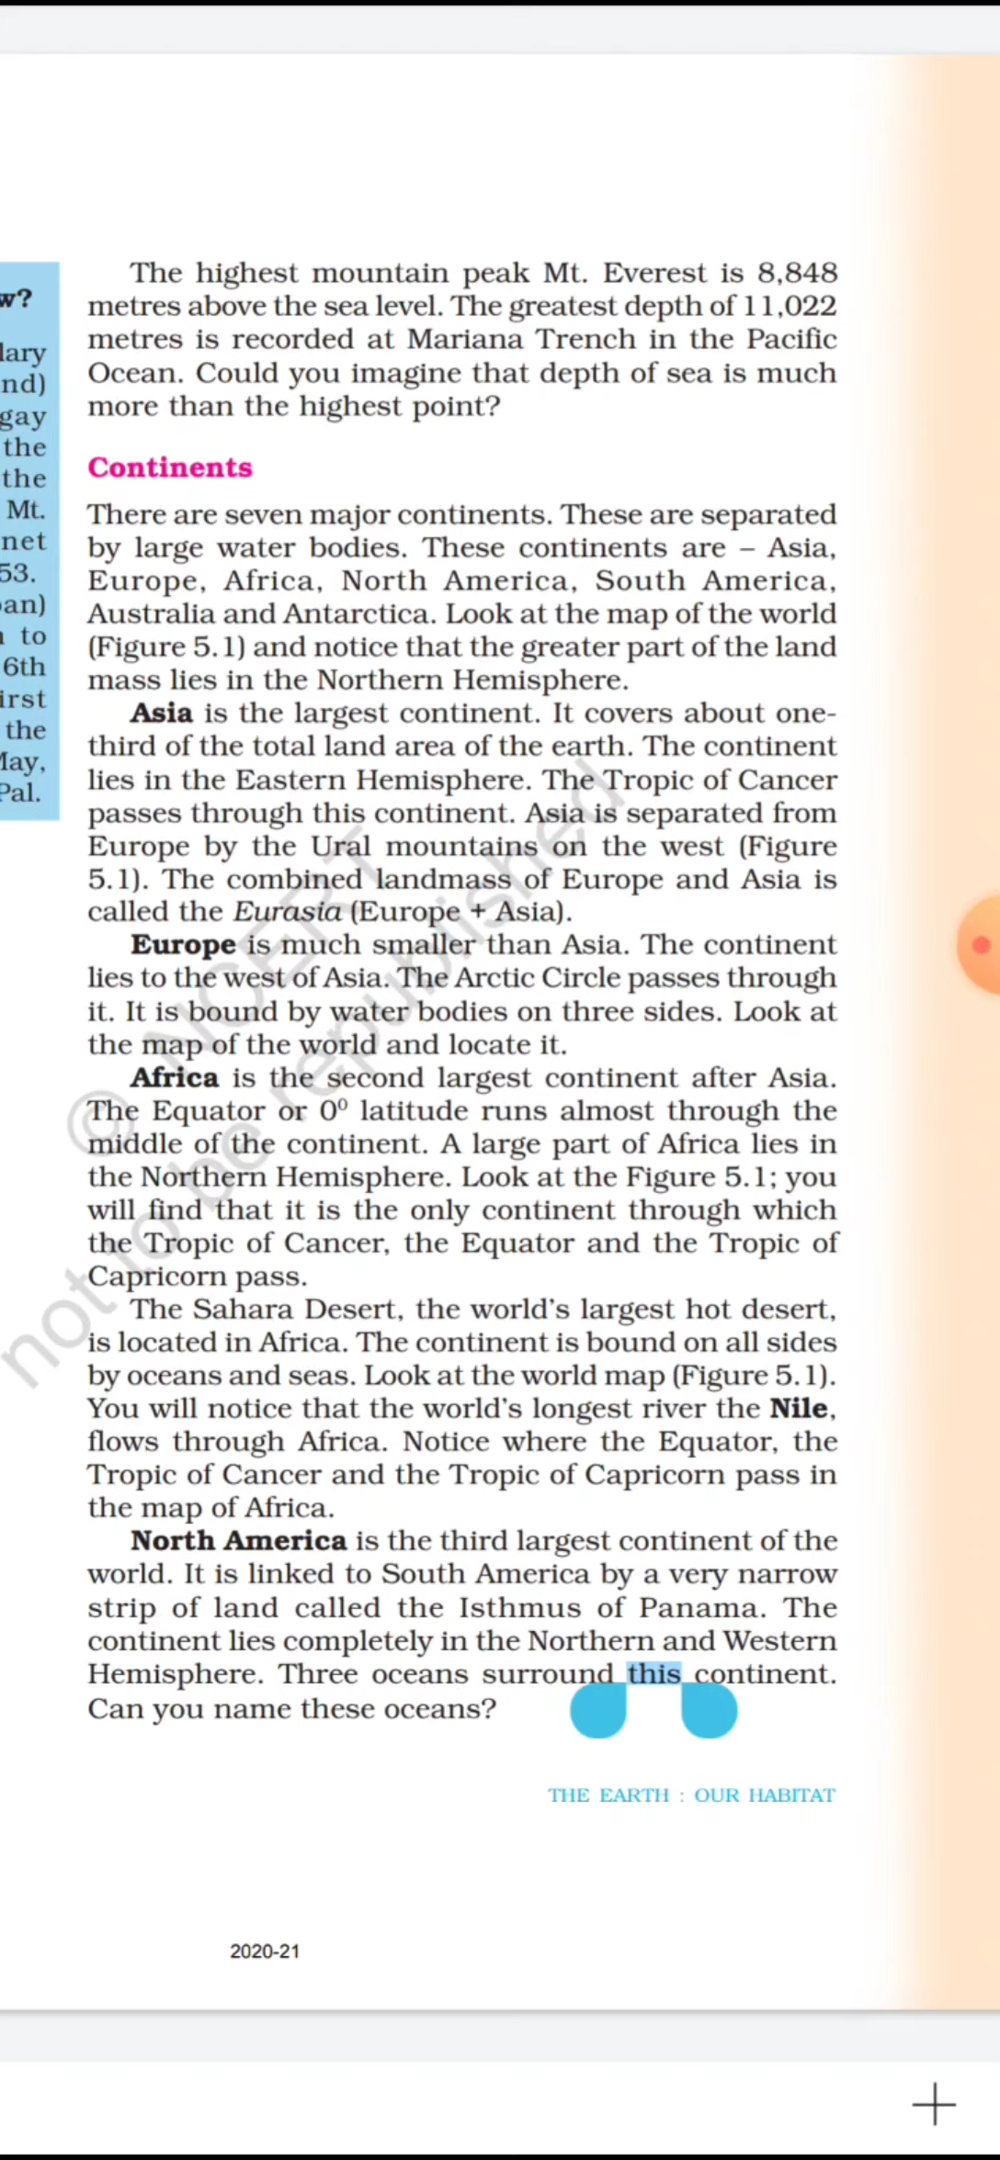 w?
lary
nd)
gay
the
the
Mt.
net
53.
an)
to
6th
irst
the
May,
Pal.
The highest mountain peak Mt. Everest is 8,848
metres above the sea level. The greatest depth of 11,022
metres is recorded at Mariana Trench in the Pacific
Ocean. Could you imagine that depth of sea is much
more than the highest point?
Continents
There are seven major continents. These are separated
by large water bodies. These continents are – Asia,
Europe, Africa, North America, South America,
Australia and Antarctica. Look at the map of the world
(Figure 5.1) and notice that the greater part of the land
mass lies in the Northern Hemisphere.
Asia is the largest continent. It covers about one-
third of the total land area of the earth. The continent
lies in the Eastern Hemisphere. The Tropic of Cancer
passes through this continent. Asia is separated from
Europe by the Ural mountains on the west (Figure
5.1). The combined landmass of Europe and Asia is
called the Eurasia (Europe + Asia).
Europe is much smaller than Asia. The continent
lies to the west of Asia. The Arctic Circle passes through
it. It is bound by water bodies on three sides. Look at
the map of the world and locate it.
Africa is the second largest continent after Asia.
The Equator or 0⁰ latitude runs almost through the
middle of the continent. A large part of Africa lies in
the Northern Hemisphere. Look at the Figure 5.1; you
will find that it is the only continent through which
the Tropic of Cancer, the Equator and the Tropic of
Capricorn pass.
The Sahara Desert, the world's largest hot desert,
is located in Africa. The continent is bound on all sides
by oceans and seas. Look at the world map (Figure 5.1).
You will notice that the world's longest river the Nile,
flows through Africa. Notice where the Equator, the
Tropic of Cancer and the Tropic of Capricorn pass in
the map of Africa.
North America is the third largest continent of the
world. It is linked to South America by a very narrow
strip of land called the Isthmus of Panama. The
continent lies completely in the Northern and Western
Hemisphere. Three oceans surround this continent.
Can you name these oceans?
© NCERT
not to be republished
THE EARTH : OUR HABITAT
2020-21